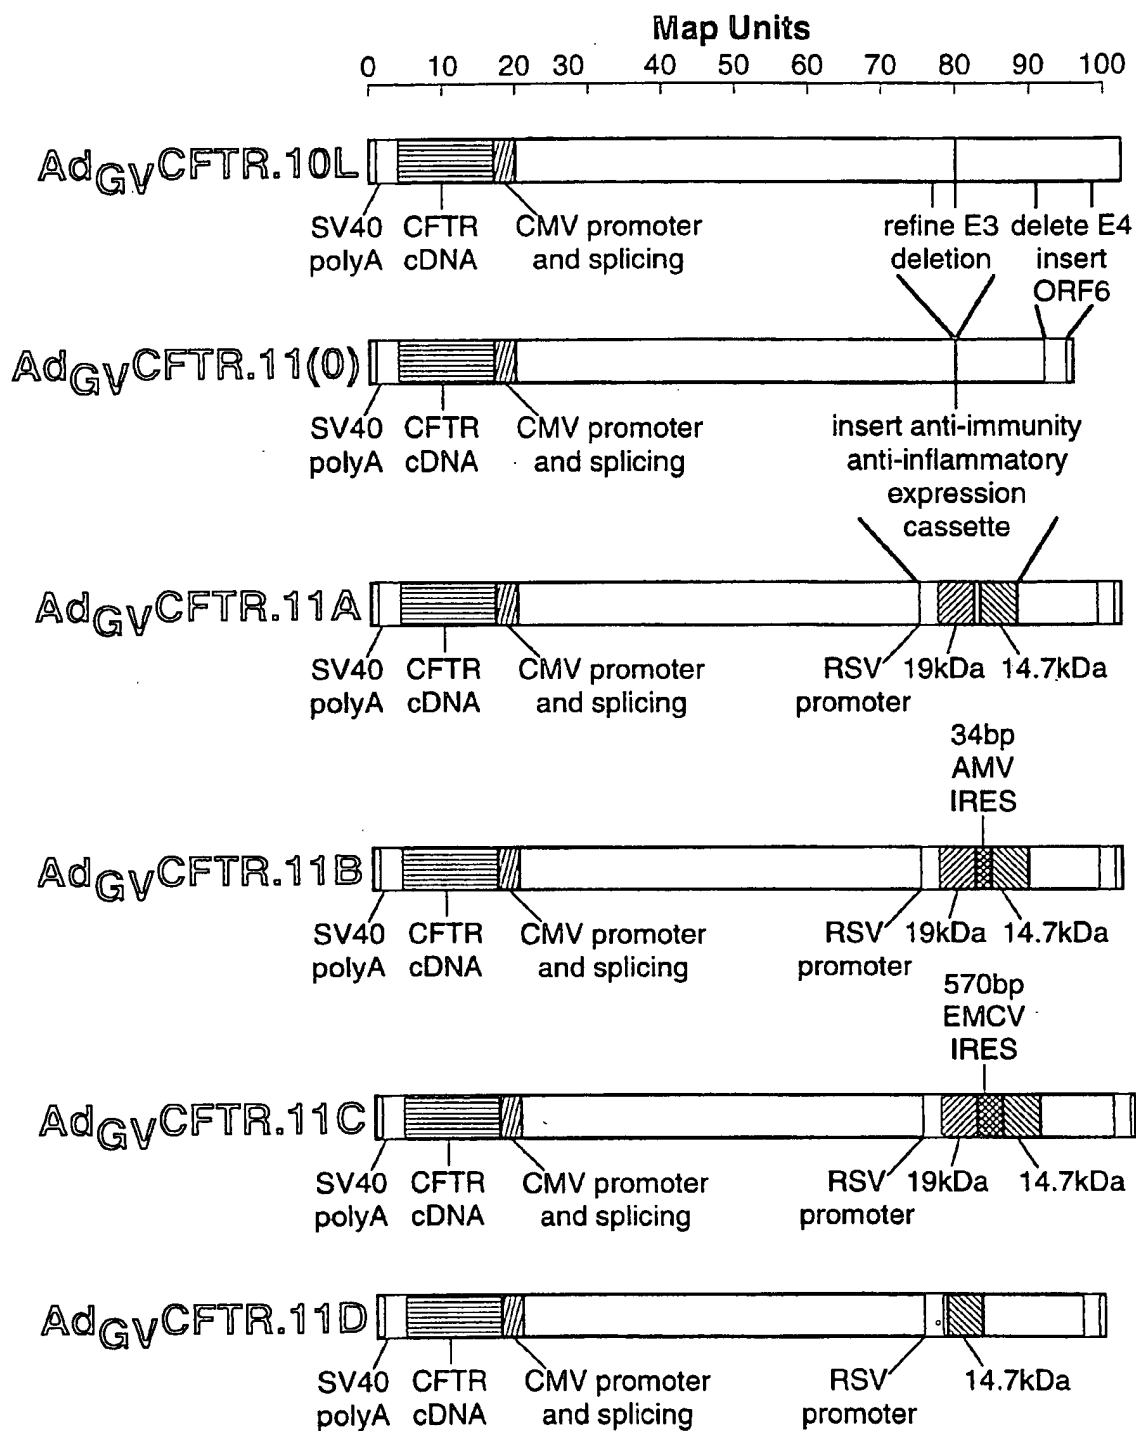 Map Units
0 10 20 30 40 50 60 70 80 90 100
AdGVCFTR.10L
SV40 CFTR CMV promoter refine E3 delete E4
polyA cDNA and splicing deletion insert
ORF6
AdGVCFTR.11(0)
SV40 CFTR CMV promoter insert anti-immunity
polyA cDNA and splicing anti-inflammatory
expression
cassette
AdGVCFTR.11A
SV40 CFTR CMV promoter RSV 19kDa 14.7kDa
polyA cDNA and splicing promoter
34bp
AMV
IRES
AdGVCFTR.11B
SV40 CFTR CMV promoter RSV 19kDa 14.7kDa
polyA cDNA and splicing promoter
570bp
EMCV
IRES
AdGVCFTR.11C
SV40 CFTR CMV promoter RSV 19kDa 14.7kDa
polyA cDNA and splicing promoter
AdGVCFTR.11D
SV40 CFTR CMV promoter RSV 14.7kDa
polyA cDNA and splicing promoter